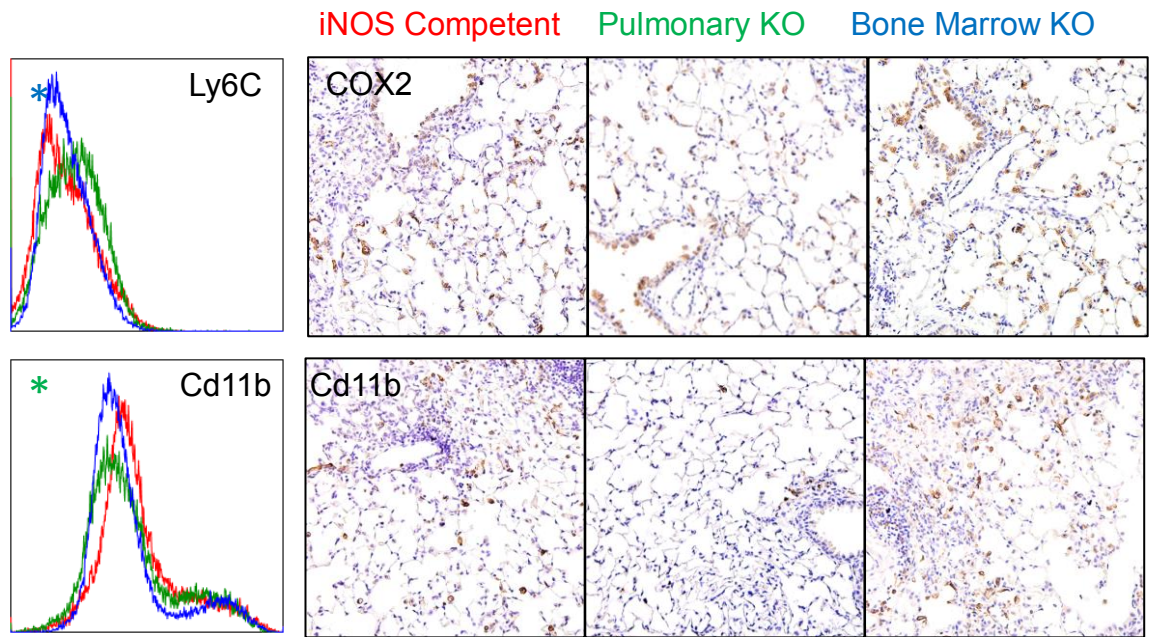 iNOS Competent Pulmonary KO Bone Marrow KO
* Ly6C COX2
* Cd11b Cd11b